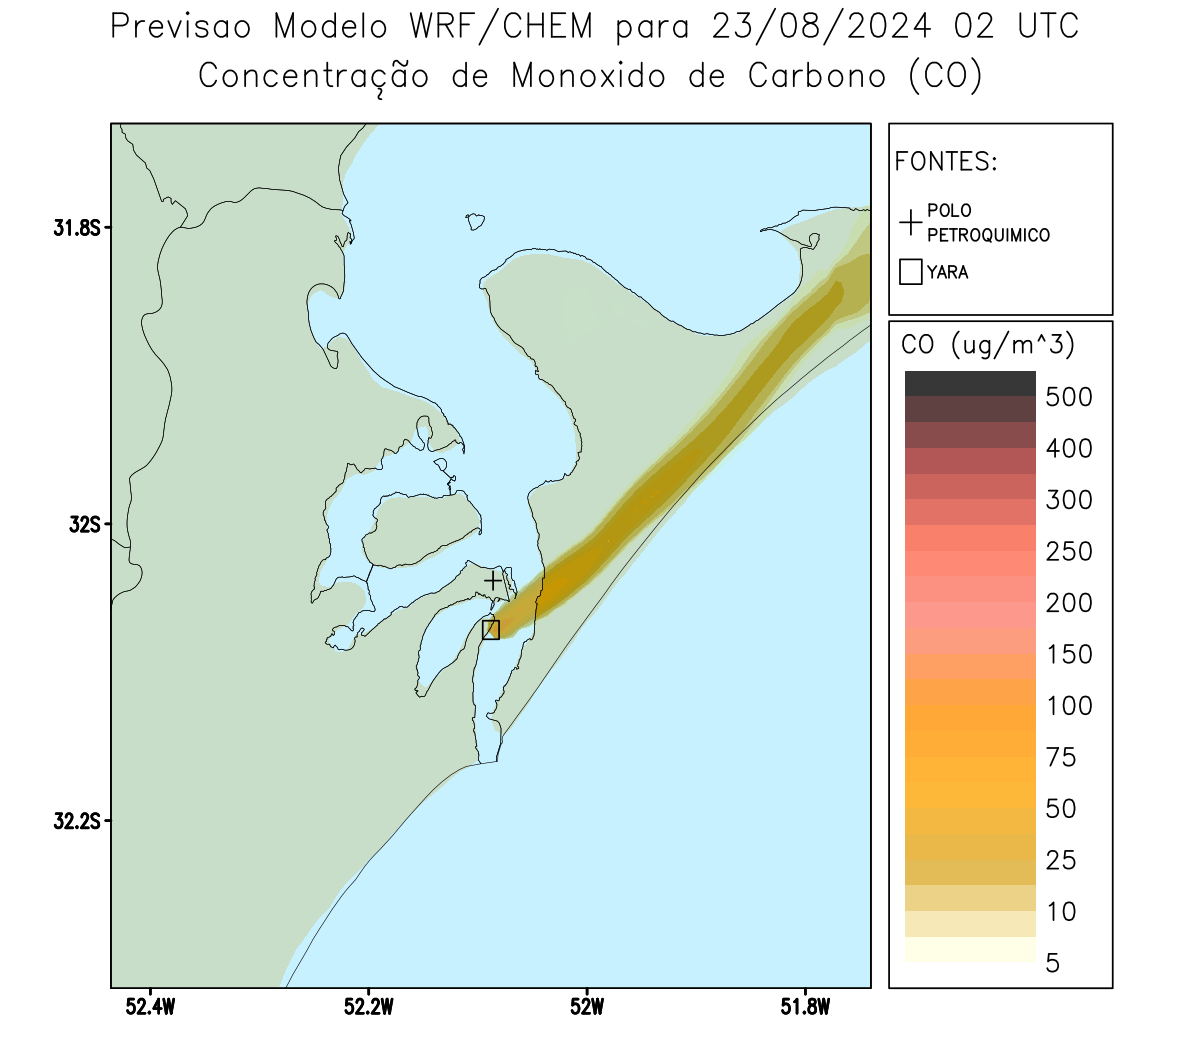 Previsao Modelo WRF/CHEM para 23/08/2024 02 UTC
Concentração de Monoxido de Carbono (CO)
FONTES:
POLO
PETROQUIMICO
YARA
CO (ug/m^3)
500
400
300
250
200
150
100
75
50
25
10
5
31.8S
32S
32.2S
52.4W
52.2W
52W
51.8W